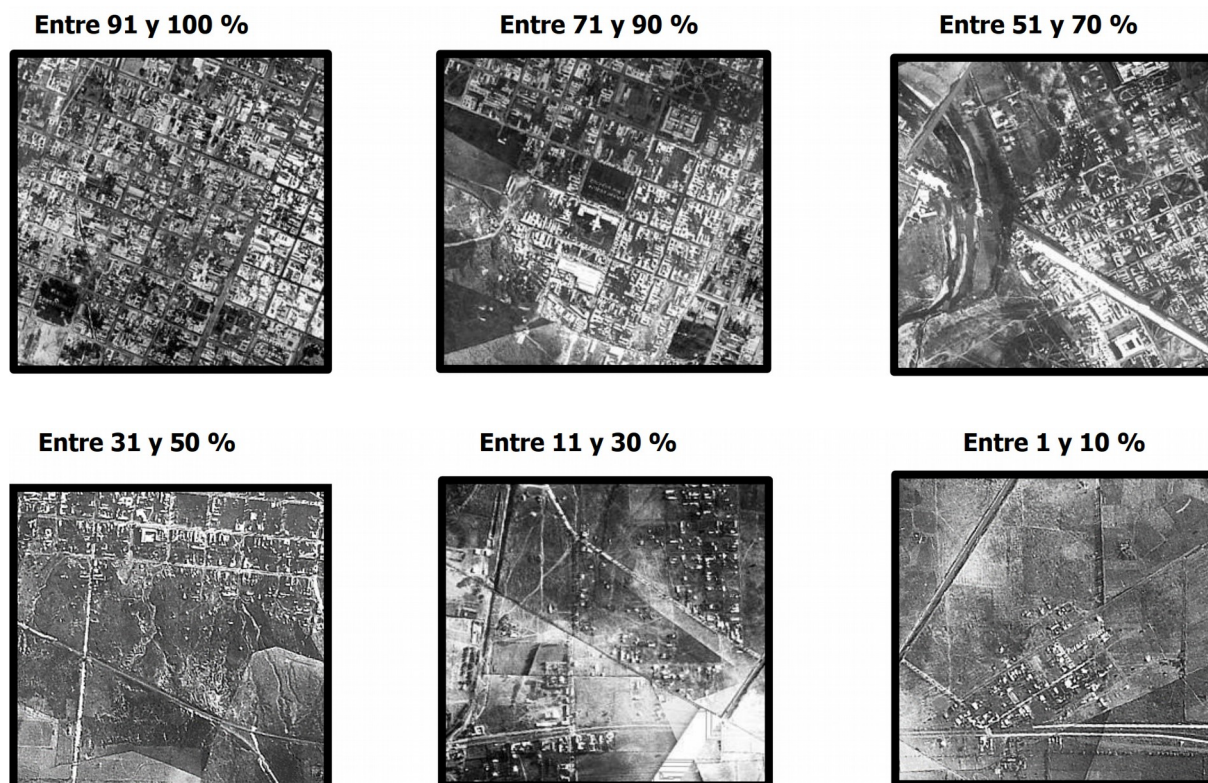 Entre 91 y 100 %
Entre 71 y 90 %
Entre 51 y 70 %
Entre 31 y 50 %
Entre 11 y 30 %
Entre 1 y 10 %